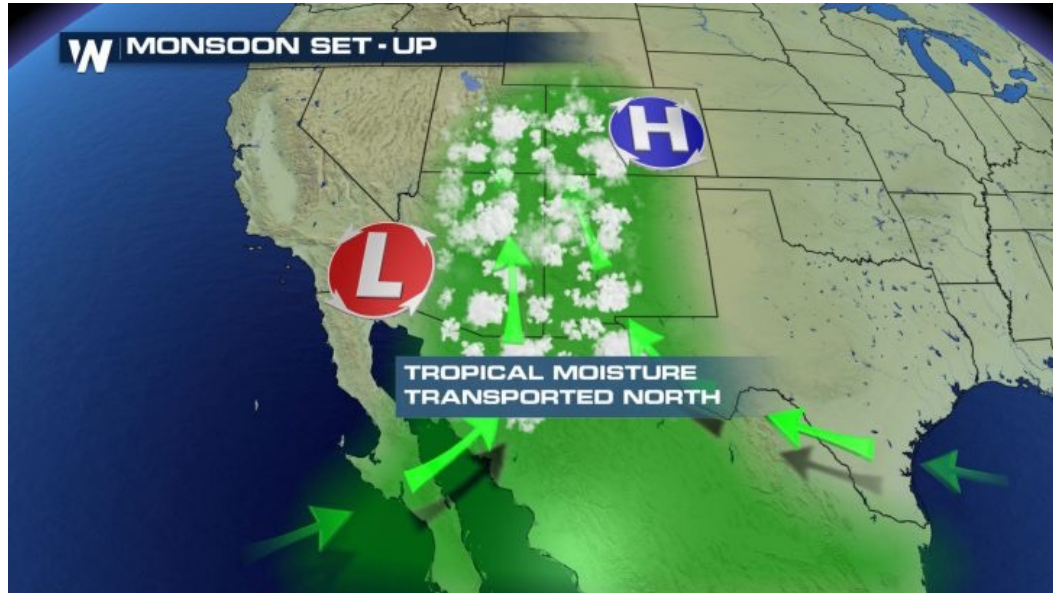 W MONSOON SET-UP
H
L
TROPICAL MOISTURE
TRANSPORTED NORTH